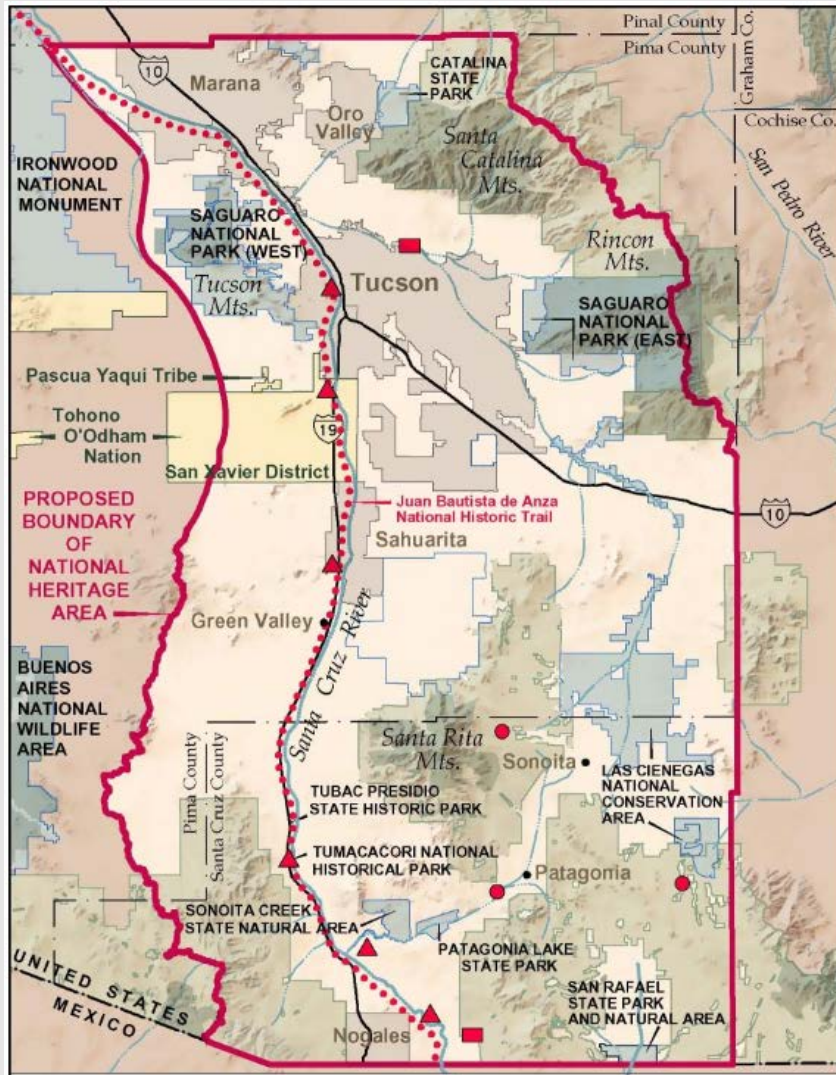 Pinal County
Pima County
Graham Co.
Cochise Co.
10
Marana
Oro
Valley
CATALINA
STATE
PARK
Santa
Catalina
Mts.
San Pedro River
IRONWOOD
NATIONAL
MONUMENT
SAGUARO
NATIONAL
PARK (WEST)
Tucson
Mts.
Tucson
Rincon
Mts.
SAGUARO
NATIONAL
PARK (EAST)
Pascua Yaqui Tribe
Tohono
O'Odham
Nation
San Xavier District
19
PROPOSED
BOUNDARY
OF
NATIONAL
HERITAGE
AREA
Juan Bautista de Anza
National Historic Trail
10
Sahuarita
Green Valley
Santa Cruz River
BUENOS
AIRES
NATIONAL
WILDLIFE
AREA
Pima County
Santa Cruz County
Santa Rita
Mts.
Sonoita
LAS CIENEGAS
NATIONAL
CONSERVATION
AREA
TUBAC PRESIDIO
STATE HISTORIC PARK
TUMACACORI NATIONAL
HISTORICAL PARK
Patagonia
SONOITA CREEK
STATE NATURAL AREA
PATAGONIA LAKE
STATE PARK
SAN RAFAEL
STATE PARK
AND NATURAL AREA
UNITED STATES
MEXICO
Nogales